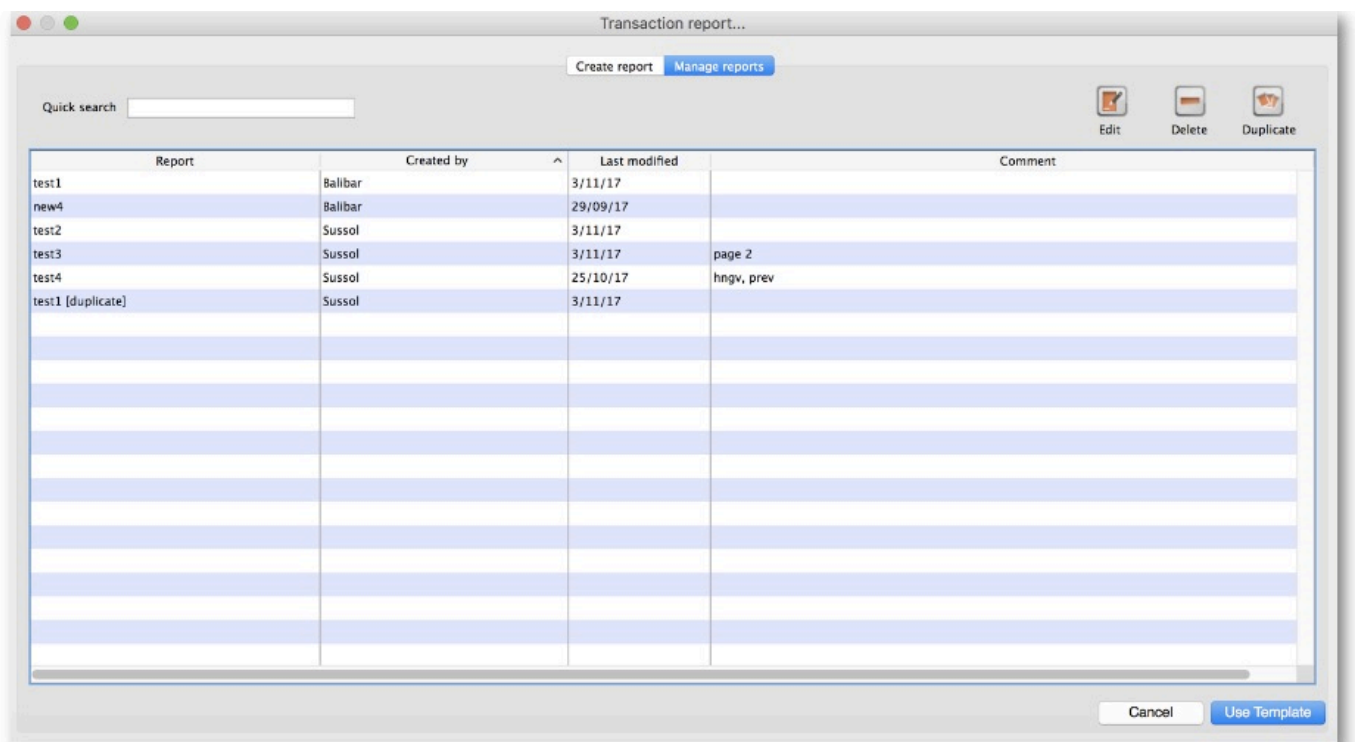 Transaction report...
Create report Manage reports
Quick search
Edit Delete Duplicate
Report Created by Last modified Comment
test1 Balibar 3/11/17
new4 Balibar 29/09/17
test2 Sussol 3/11/17
test3 Sussol 3/11/17 page 2
test4 Sussol 25/10/17 hngv, prev
test1 [duplicate] Sussol 3/11/17
Cancel Use Template